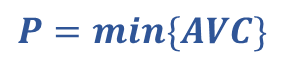 P = min{AVC}